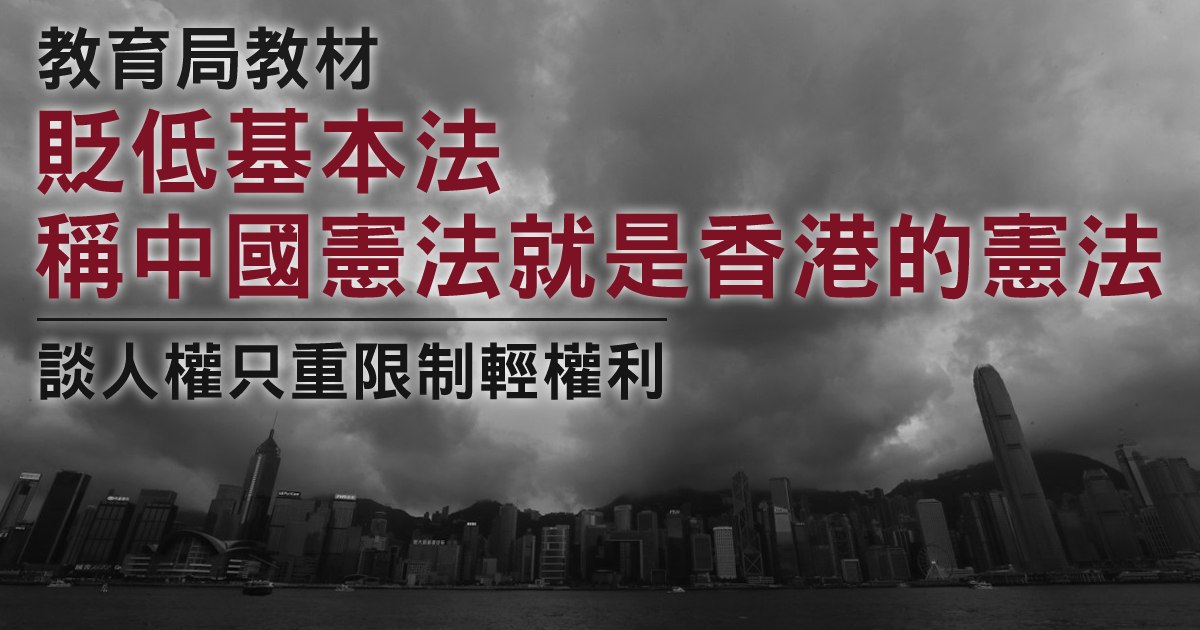 教育局教材
貶低基本法
稱中國憲法就是香港的憲法
談人權只重限制輕權利